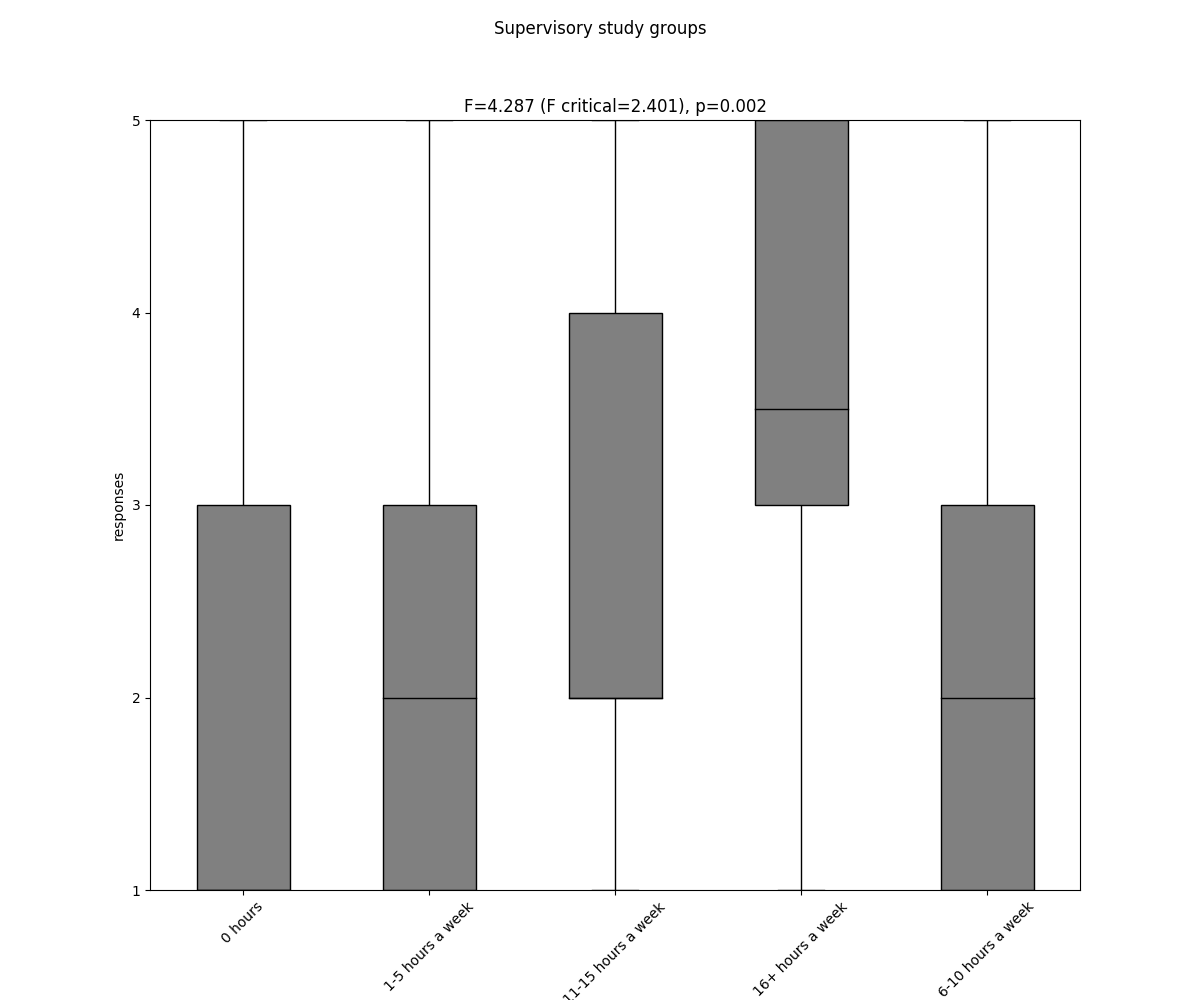 Supervisory study groups
F=4.287 (F critical=2.401), p=0.002
5
4
3
2
1
responses
0 hours
1-5 hours a week
11-15 hours a week
16+ hours a week
6-10 hours a week